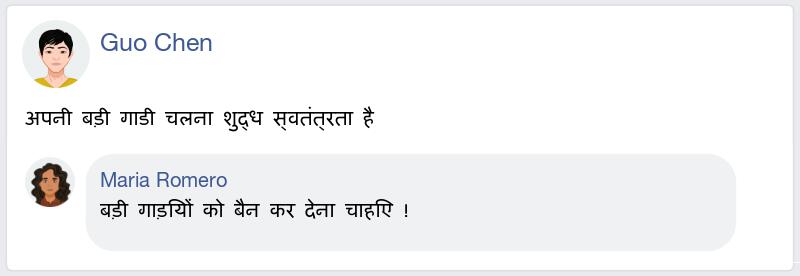 Guo Chen
अपनी बड़ी गाडी चलना शुद्ध स्वतंत्रता है
Maria Romero
बड़ी गाड़ियों को बैन कर देना चाहिए !